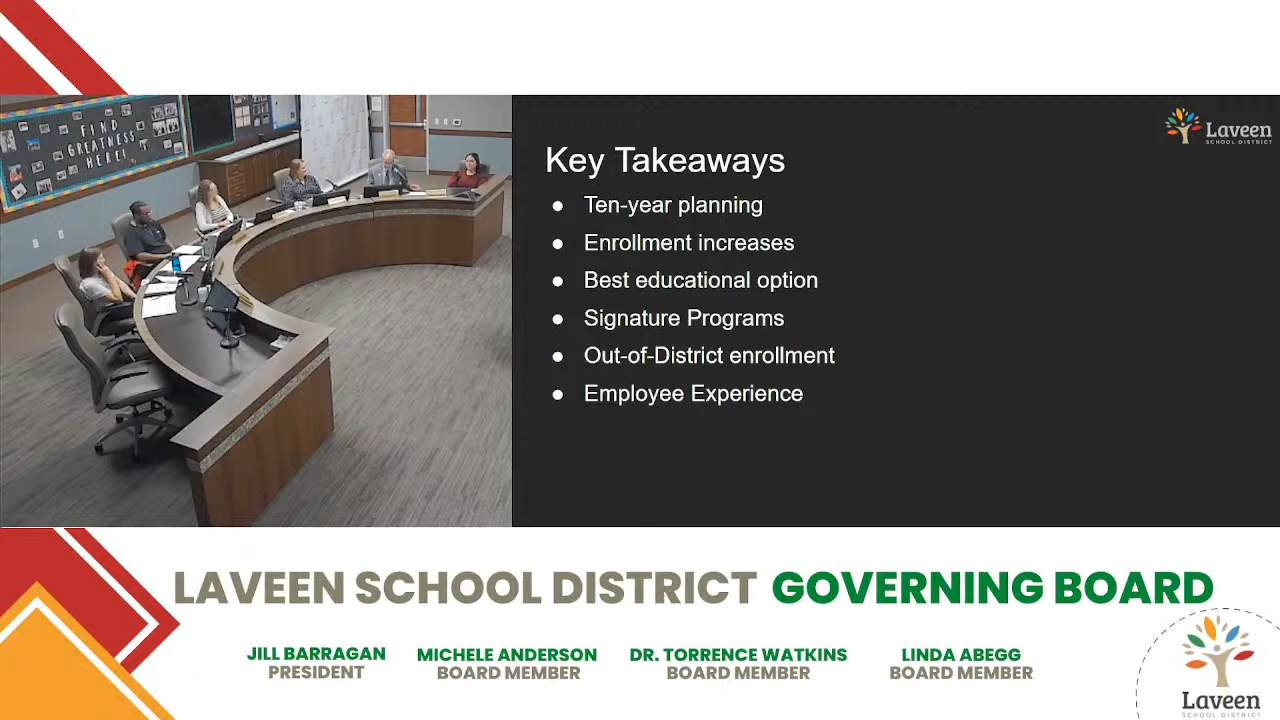 FIND
GREATNESS
HERE!
Laveen
SCHOOL DISTRICT
Key Takeaways
● Ten-year planning
● Enrollment increases
● Best educational option
● Signature Programs
● Out-of-District enrollment
● Employee Experience
LAVEEN SCHOOL DISTRICT GOVERNING BOARD
JILL BARRAGAN
PRESIDENT
MICHELE ANDERSON
BOARD MEMBER
DR. TORRENCE WATKINS
BOARD MEMBER
LINDA ABEGG
BOARD MEMBER
Laveen
SCHOOL DISTRICT